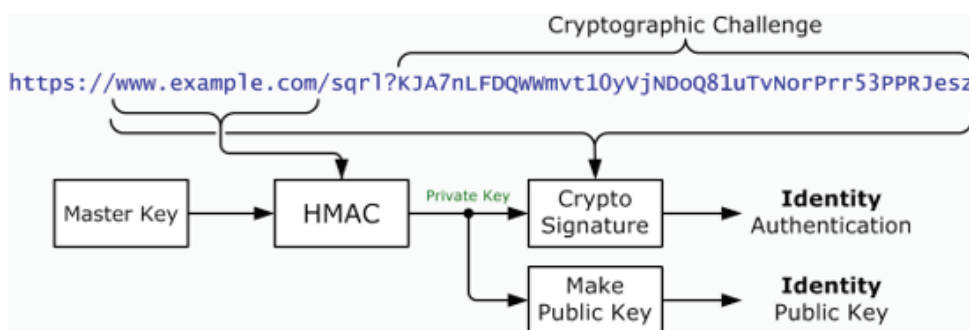 Cryptographic Challenge
https://www.example.com/sqrl?KJA7nLFDQWWmvt10yVjNDoQ81uTvNorPrr53PPRJesz
Master Key
HMAC
Private Key
Crypto
Signature
Identity
Authentication
Make
Public Key
Identity
Public Key